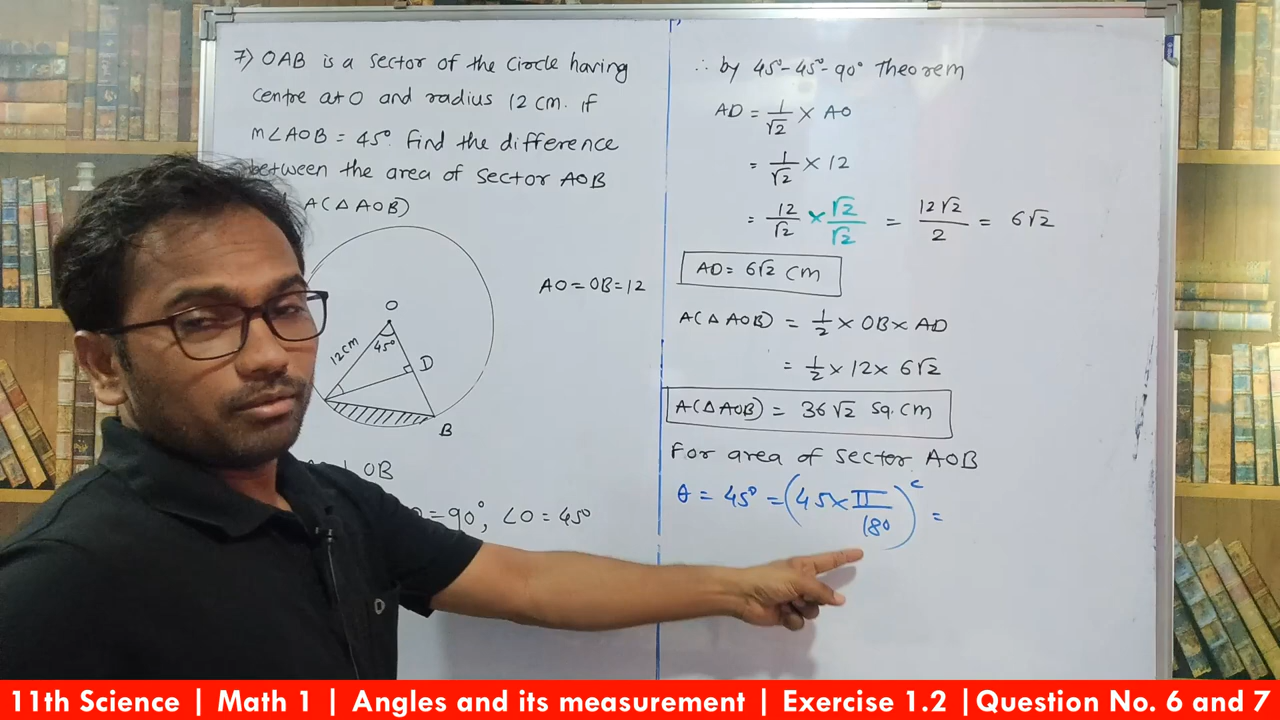 7) OAB is a sector of the circle having
centre at O and radius 12 cm. if
m∠AOB = 45° find the difference
between the area of sector AOB
A(△AOB)
AO = OB = 12
O
45°
12cm
D
B
OB
= 90°, ∠O = 45°
∴ by 45°-45°-90° Theorem
AD = 1/√2 × AO
= 1/√2 × 12
= 12/√2 × √2/√2 = 12√2/2 = 6√2
AD = 6√2 cm
A(△AOB) = 1/2 × OB × AD
= 1/2 × 12 × 6√2
A(△AOB) = 36√2 sq.cm
For area of sector AOB
θ = 45° = (45 × π/180)ᶜ =
11th Science | Math 1 | Angles and its measurement | Exercise 1.2 |Question No. 6 and 7